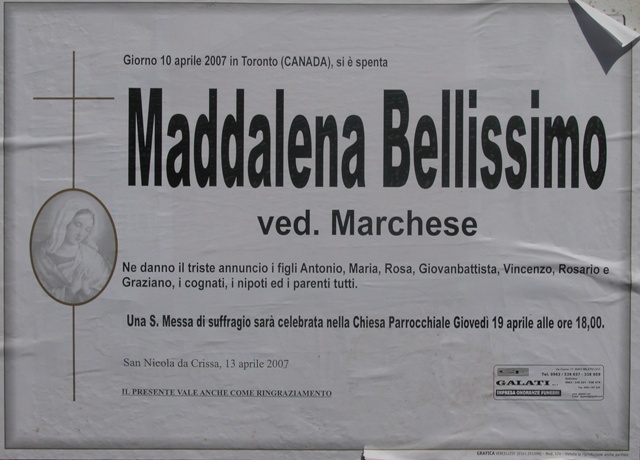 Giorno 10 aprile 2007 in Toronto (CANADA), si è spenta
Maddalena Bellissimo
ved. Marchese
Ne danno il triste annuncio i figli Antonio, Maria, Rosa, Giovanbattista, Vincenzo, Rosario e
Graziano, i cognati, i nipoti ed i parenti tutti.
Una S. Messa di suffragio sarà celebrata nella Chiesa Parrocchiale Giovedì 19 aprile alle ore 18,00.
San Nicola da Crissa, 13 aprile 2007
IL PRESENTE VALE ANCHE COME RINGRAZIAMENTO
GALATI
IMPRESA ONORANZE FUNEBRI
GRAFICA